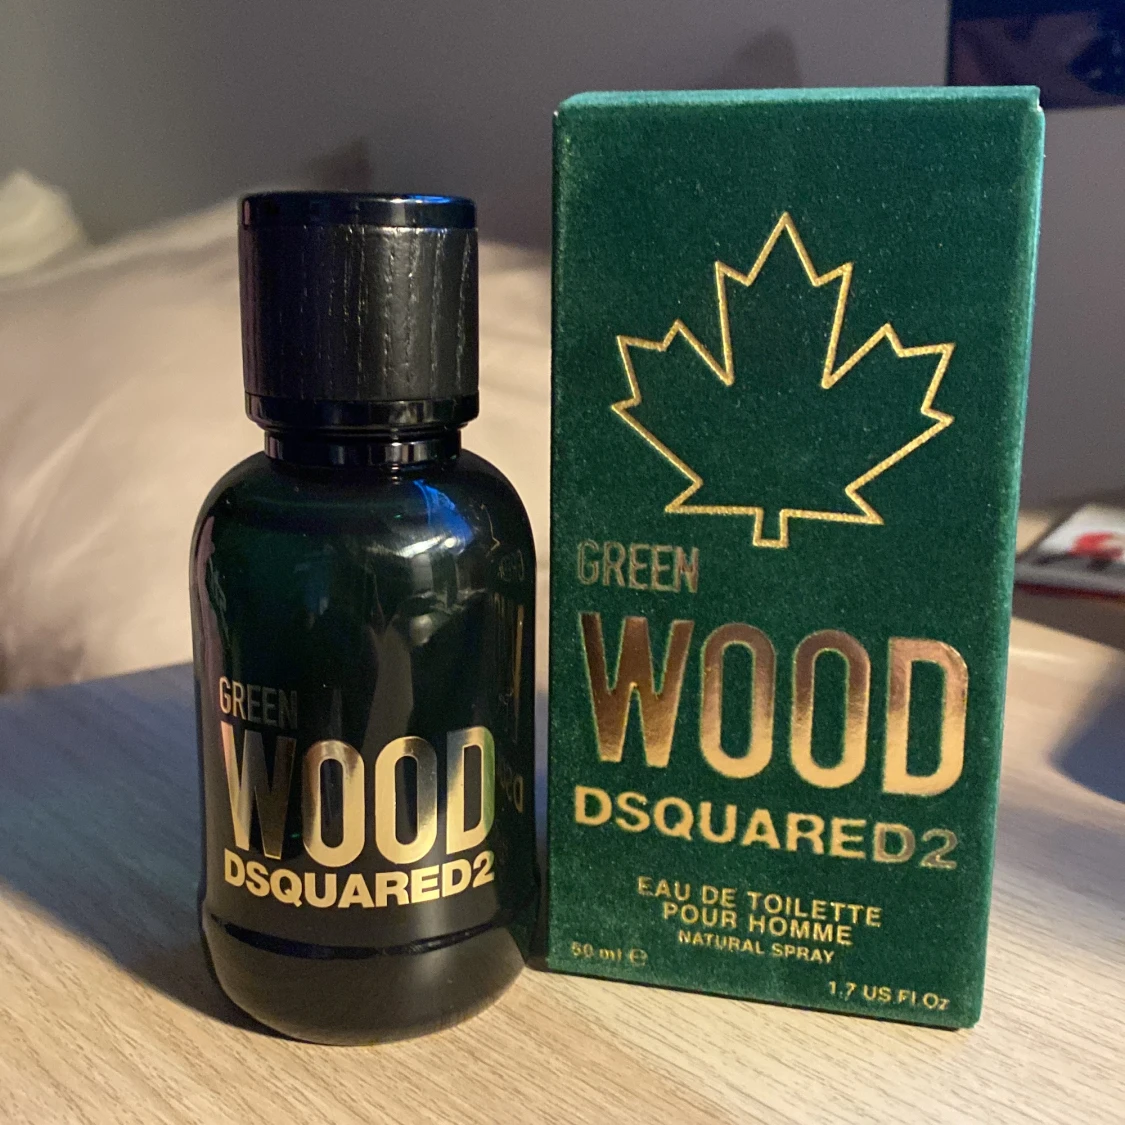 GREEN
WOOD
DSQUARED2
GREEN
WOOD
DSQUARED2
EAU DE TOILETTE
POUR HOMME
NATURAL SPRAY
50 ml ℮
1.7 US Fl Oz